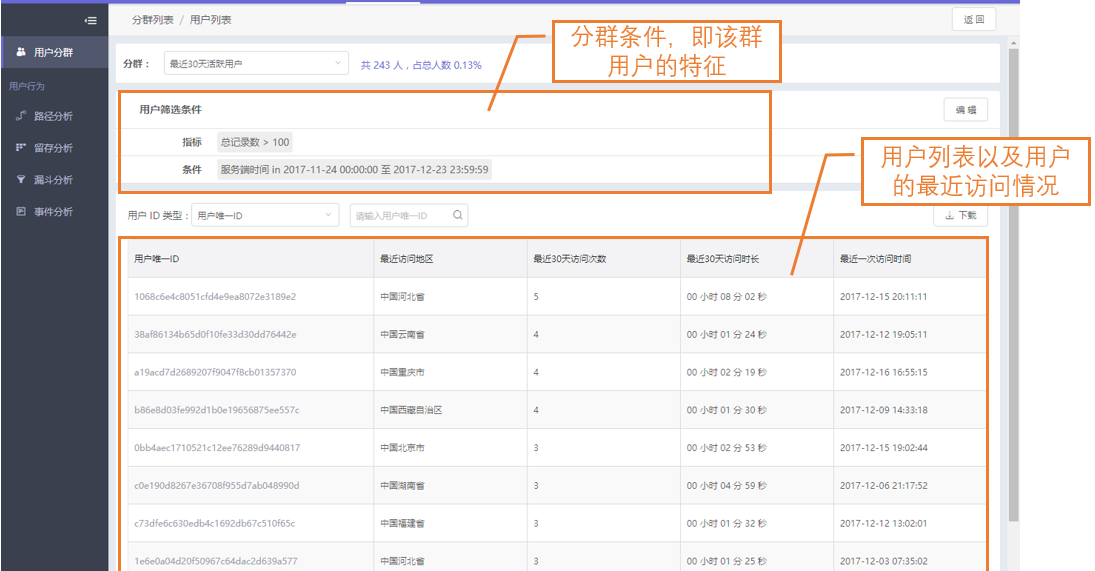 分群列表 / 用户列表
返 回
用户分群
用户行为
路径分析
留存分析
漏斗分析
事件分析
分群条件，即该群
用户的特征
分群： 最近30天活跃用户 共 243 人，占总人数 0.13%
用户筛选条件
编 辑
指标 总记录数 > 100
条件 服务端时间 in 2017-11-24 00:00:00 至 2017-12-23 23:59:59
用户列表以及用户
的最近访问情况
用户 ID 类型： 用户唯一ID 请输入用户唯一ID 下载
用户唯一ID 最近访问地区 最近30天访问次数 最近30天访问时长 最近一次访问时间
1068c6e4c8051cfd4e9ea8072e3189e2 中国河北省 5 00 小时 08 分 02 秒 2017-12-15 20:11:11
38af86134b65d0f10fe33d30dd76442e 中国云南省 4 00 小时 01 分 24 秒 2017-12-12 19:05:11
a19acd7d2689207f9047f8cb01357370 中国重庆市 4 00 小时 02 分 19 秒 2017-12-16 16:55:15
b86e8d03fe992d1b0e19656875ee557c 中国西藏自治区 4 00 小时 01 分 30 秒 2017-12-09 14:33:18
0bb4aec1710521c12ee76289d9440817 中国北京市 3 00 小时 02 分 53 秒 2017-12-15 19:02:44
c0e190d8267e36708f955d7ab048990d 中国湖南省 3 00 小时 04 分 59 秒 2017-12-06 21:17:52
c73dfe6c630edb4c1692db67c510f65c 中国福建省 3 00 小时 01 分 32 秒 2017-12-12 13:02:01
1e6e0a04d20f50967c64dac2d639a577 中国河北省 3 00 小时 01 分 25 秒 2017-12-03 07:35:02